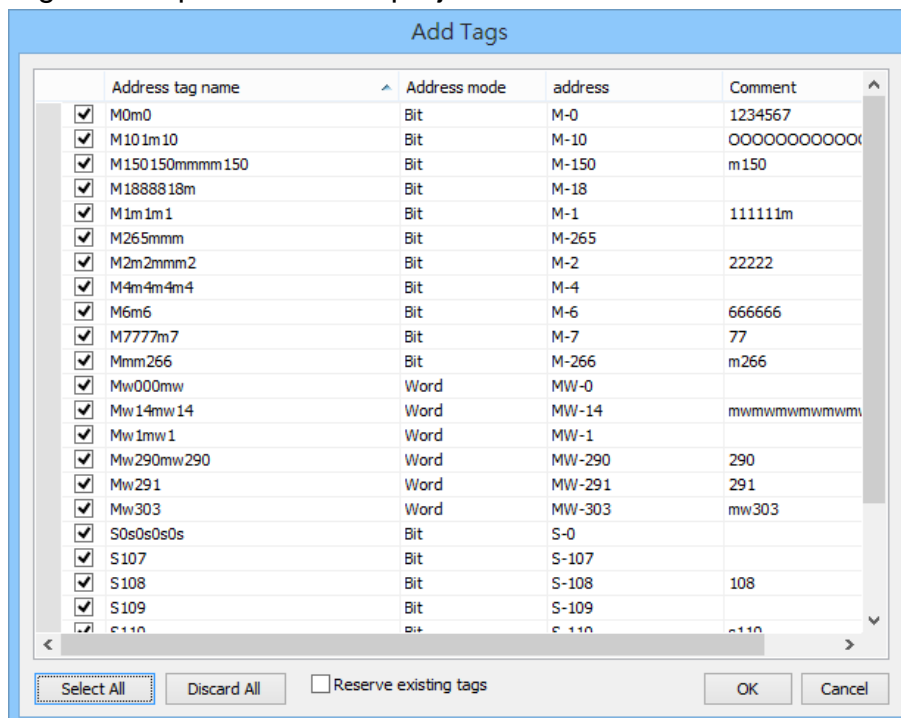 Add Tags
Address tag name Address mode address Comment
M0m0 Bit M-0 1234567
M101m10 Bit M-10
M150150mmmm150 Bit M-150 m150
M1888818m Bit M-18
M1m1m1 Bit M-1 111111m
M265mmm Bit M-265
M2m2mmm2 Bit M-2 22222
M4m4m4m4 Bit M-4
M6m6 Bit M-6 666666
M7777m7 Bit M-7 77
Mmm266 Bit M-266 m266
Mw000mw Word MW-0
Mw14mw14 Word MW-14
Mw1mw1 Word MW-1
Mw290mw290 Word MW-290 290
Mw291 Word MW-291 291
Mw303 Word MW-303 mw303
S0s0s0s0s Bit S-0
S107 Bit S-107
S108 Bit S-108 108
S109 Bit S-109
S110 Bit S-110 s110
Select All Discard All Reserve existing tags OK Cancel